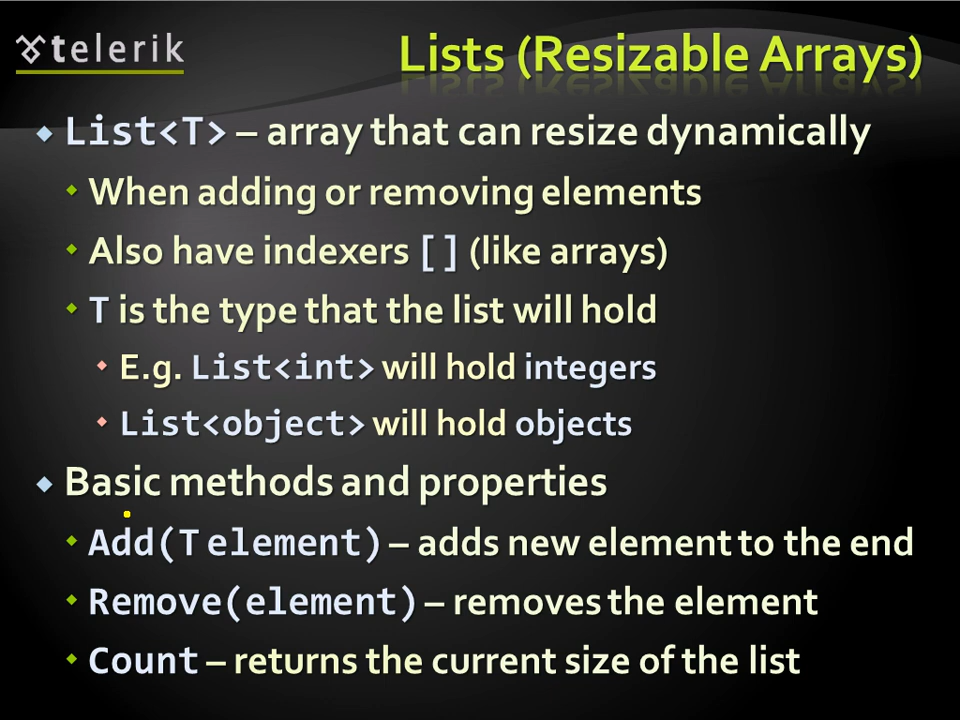 telerik
Lists (Resizable Arrays)
List<T> – array that can resize dynamically
When adding or removing elements
Also have indexers [] (like arrays)
T is the type that the list will hold
E.g. List<int> will hold integers
List<object> will hold objects
Basic methods and properties
Add(T element) – adds new element to the end
Remove(element) – removes the element
Count – returns the current size of the list